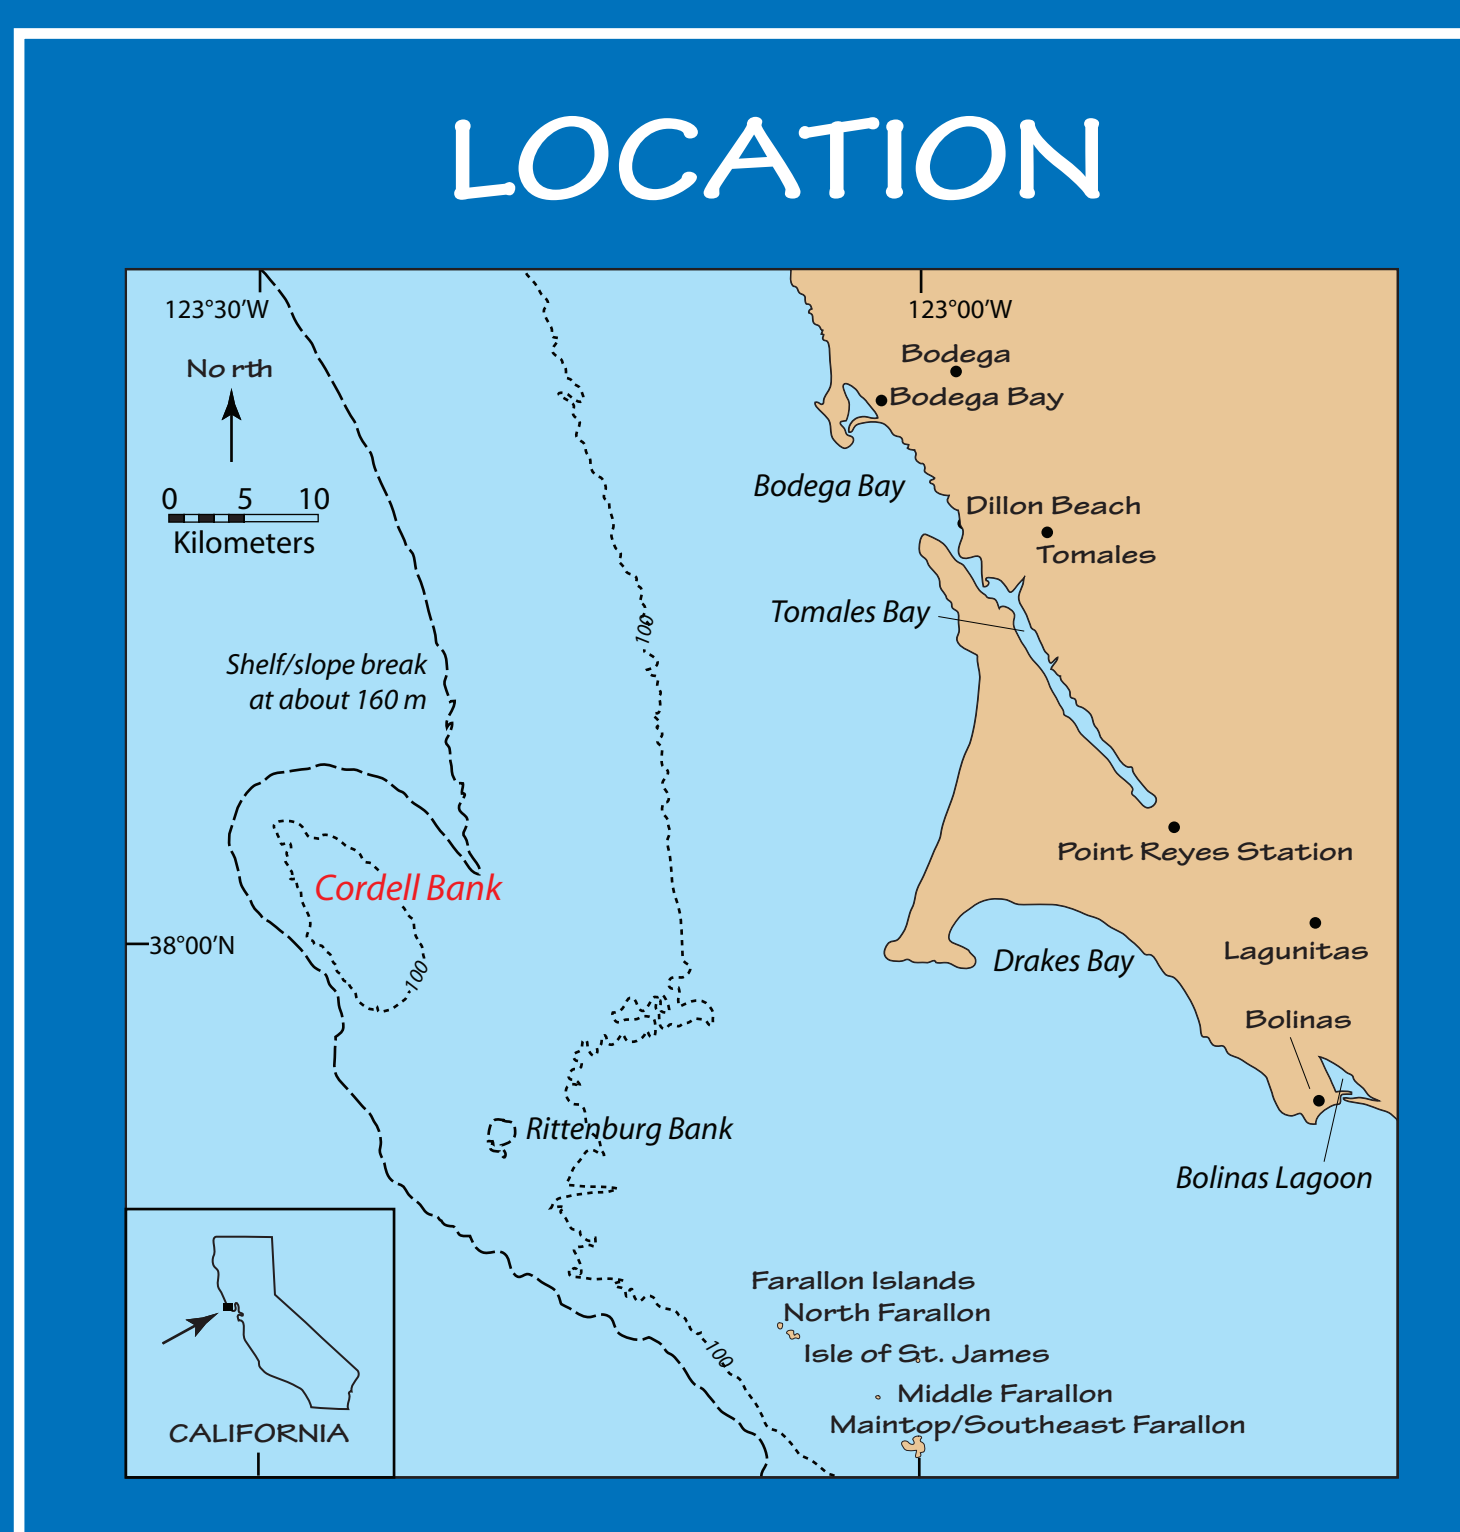 LOCATION
123°30'W
123°00'W
North
Bodega
Bodega Bay
0 5 10
Kilometers
Bodega Bay
Dillon Beach
Tomales
Tomales Bay
100
Shelf/slope break
at about 160 m
Point Reyes Station
Cordell Bank
38°00'N
100
Drakes Bay
Lagunitas
Bolinas
Rittenburg Bank
Bolinas Lagoon
Farallon Islands
North Farallon
Isle of St. James
100
Middle Farallon
Maintop/Southeast Farallon
CALIFORNIA